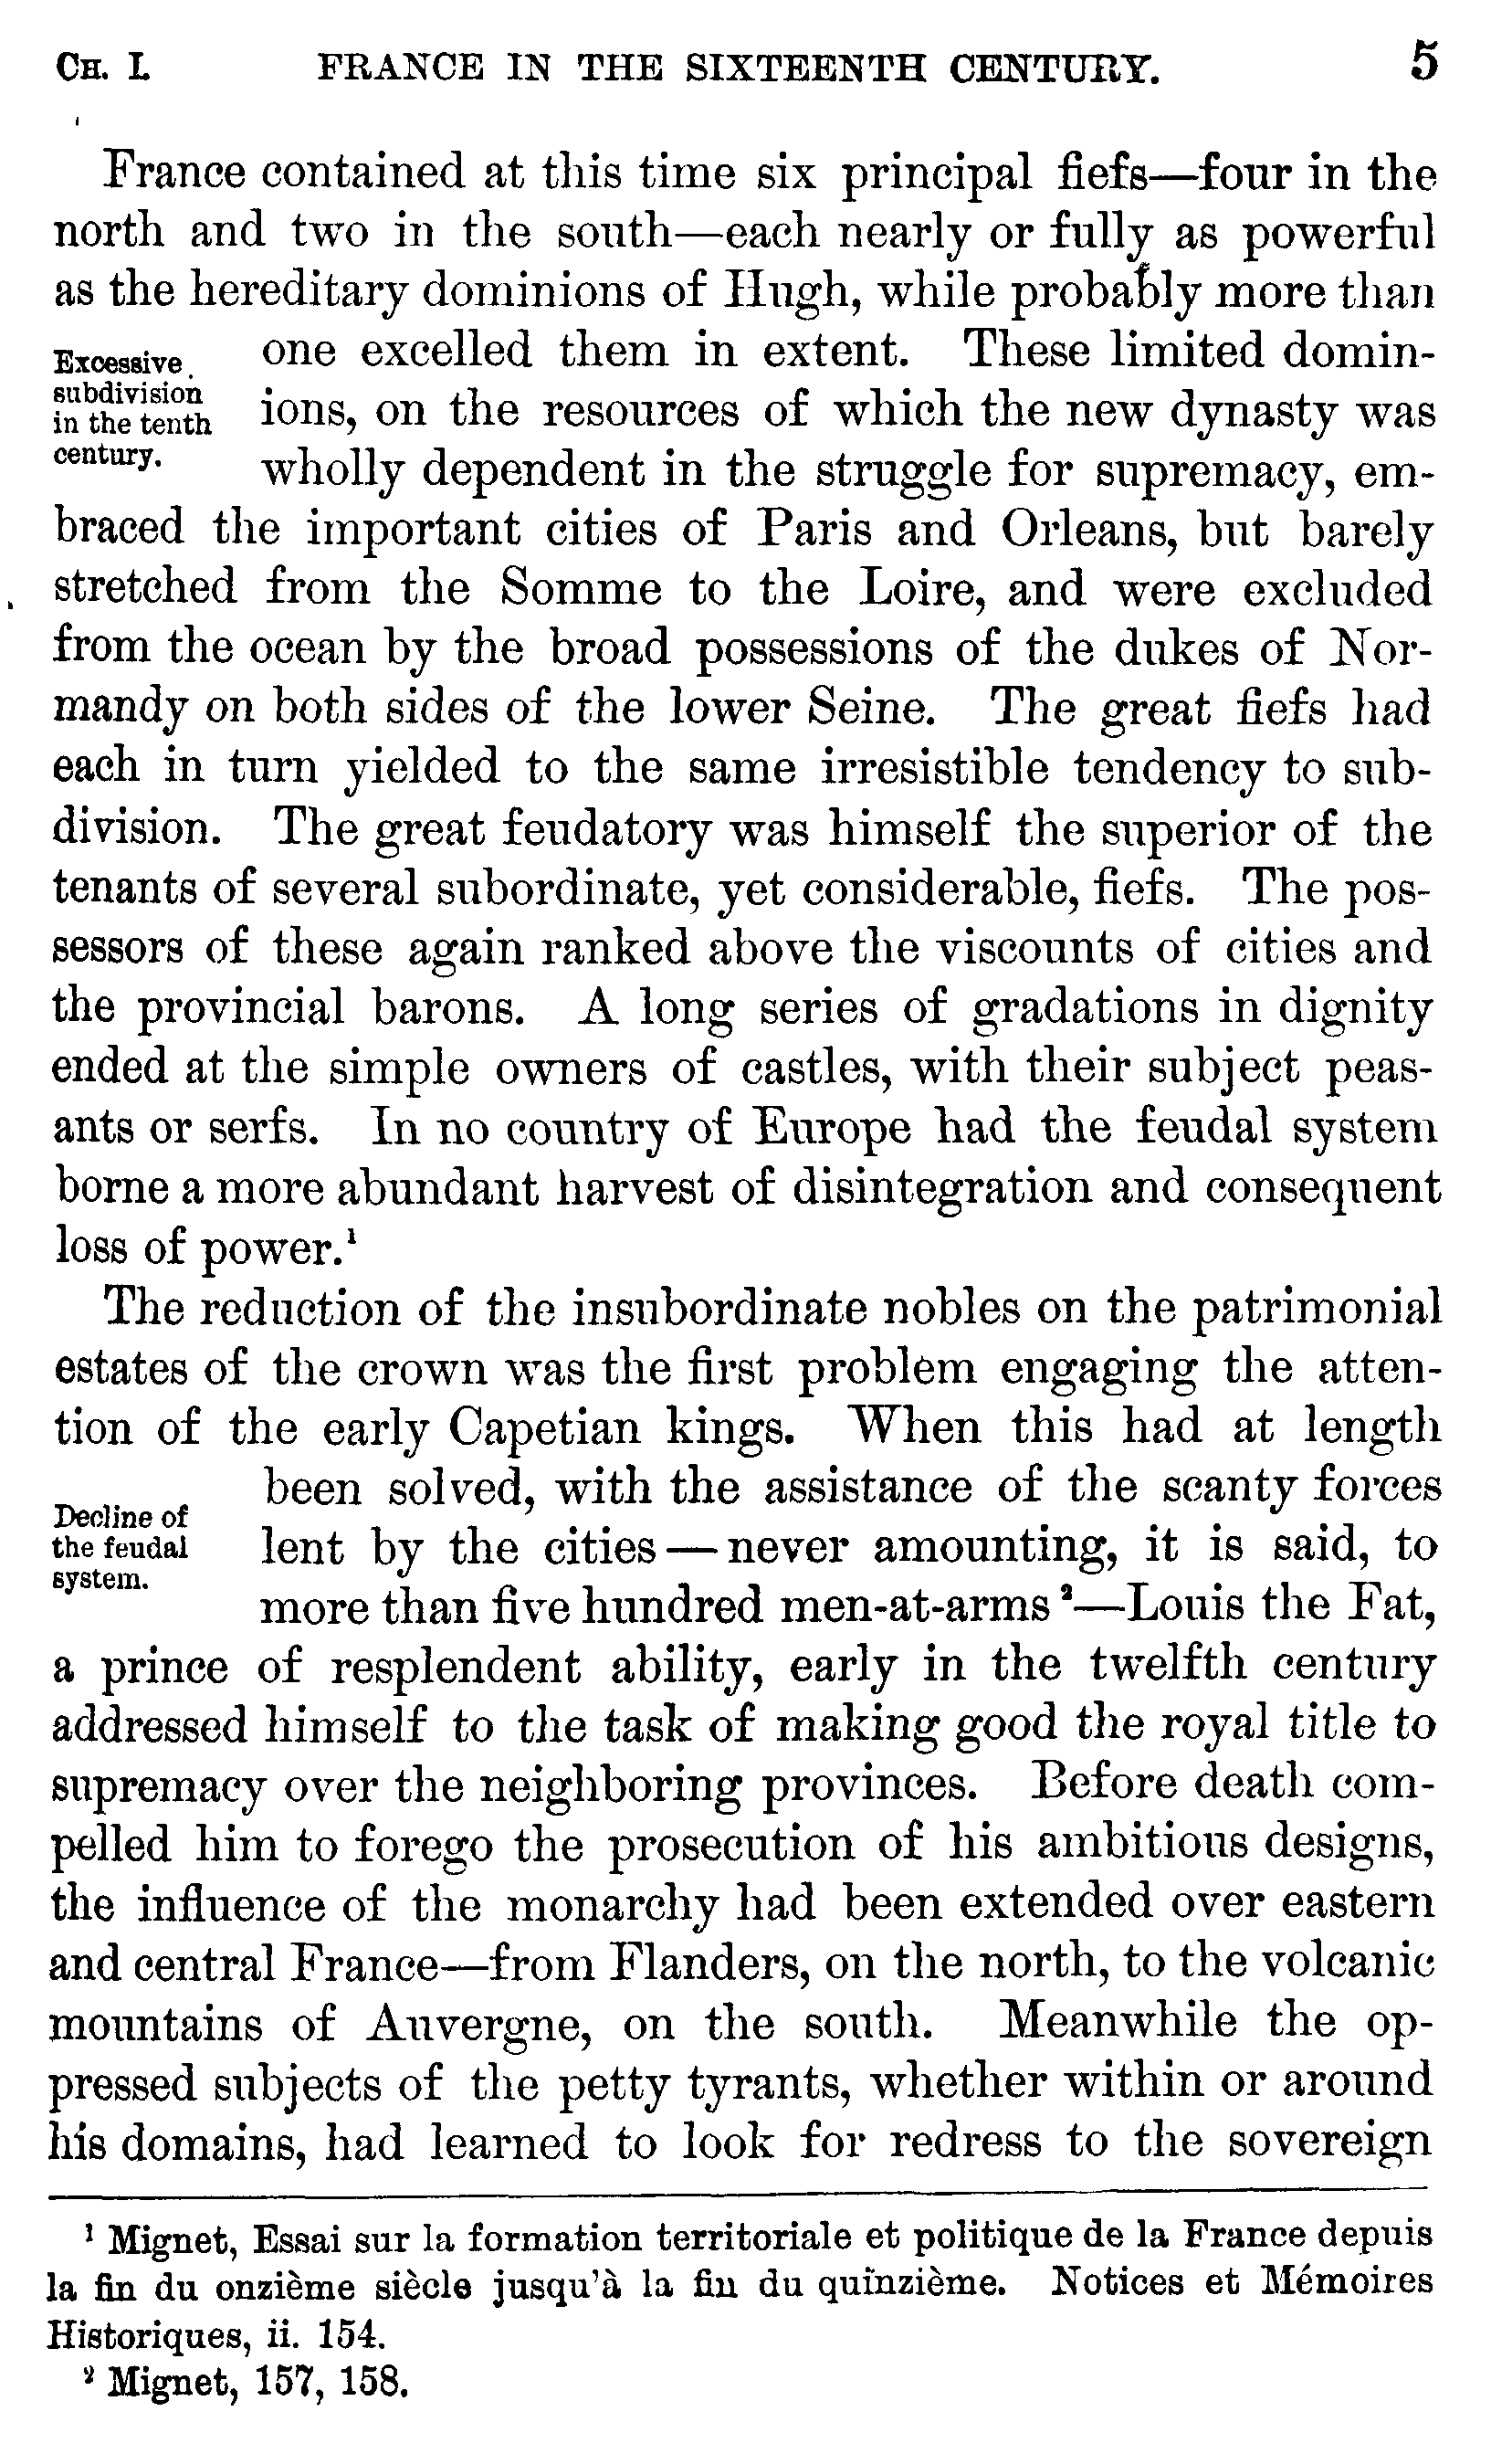 CH. I. FRANCE IN THE SIXTEENTH CENTURY. 5
France contained at this time six principal fiefs—four in the
north and two in the south—each nearly or fully as powerful
as the hereditary dominions of Hugh, while probably more than
Excessive
subdivision
in the tenth
century.
one excelled them in extent. These limited domin-
ions, on the resources of which the new dynasty was
wholly dependent in the struggle for supremacy, em-
braced the important cities of Paris and Orleans, but barely
stretched from the Somme to the Loire, and were excluded
from the ocean by the broad possessions of the dukes of Nor-
mandy on both sides of the lower Seine. The great fiefs had
each in turn yielded to the same irresistible tendency to sub-
division. The great feudatory was himself the superior of the
tenants of several subordinate, yet considerable, fiefs. The pos-
sessors of these again ranked above the viscounts of cities and
the provincial barons. A long series of gradations in dignity
ended at the simple owners of castles, with their subject peas-
ants or serfs. In no country of Europe had the feudal system
borne a more abundant harvest of disintegration and consequent
loss of power.¹
The reduction of the insubordinate nobles on the patrimonial
estates of the crown was the first problem engaging the atten-
tion of the early Capetian kings. When this had at length
Decline of
the feudal
system.
been solved, with the assistance of the scanty forces
lent by the cities—never amounting, it is said, to
more than five hundred men-at-arms²—Louis the Fat,
a prince of resplendent ability, early in the twelfth century
addressed himself to the task of making good the royal title to
supremacy over the neighboring provinces. Before death com-
pelled him to forego the prosecution of his ambitious designs,
the influence of the monarchy had been extended over eastern
and central France—from Flanders, on the north, to the volcanic
mountains of Auvergne, on the south. Meanwhile the op-
pressed subjects of the petty tyrants, whether within or around
his domains, had learned to look for redress to the sovereign
¹ Mignet, Essai sur la formation territoriale et politique de la France depuis
la fin du onzième siècle jusqu'à la fin du quinzième. Notices et Mémoires
Historiques, ii. 154.
² Mignet, 157, 158.